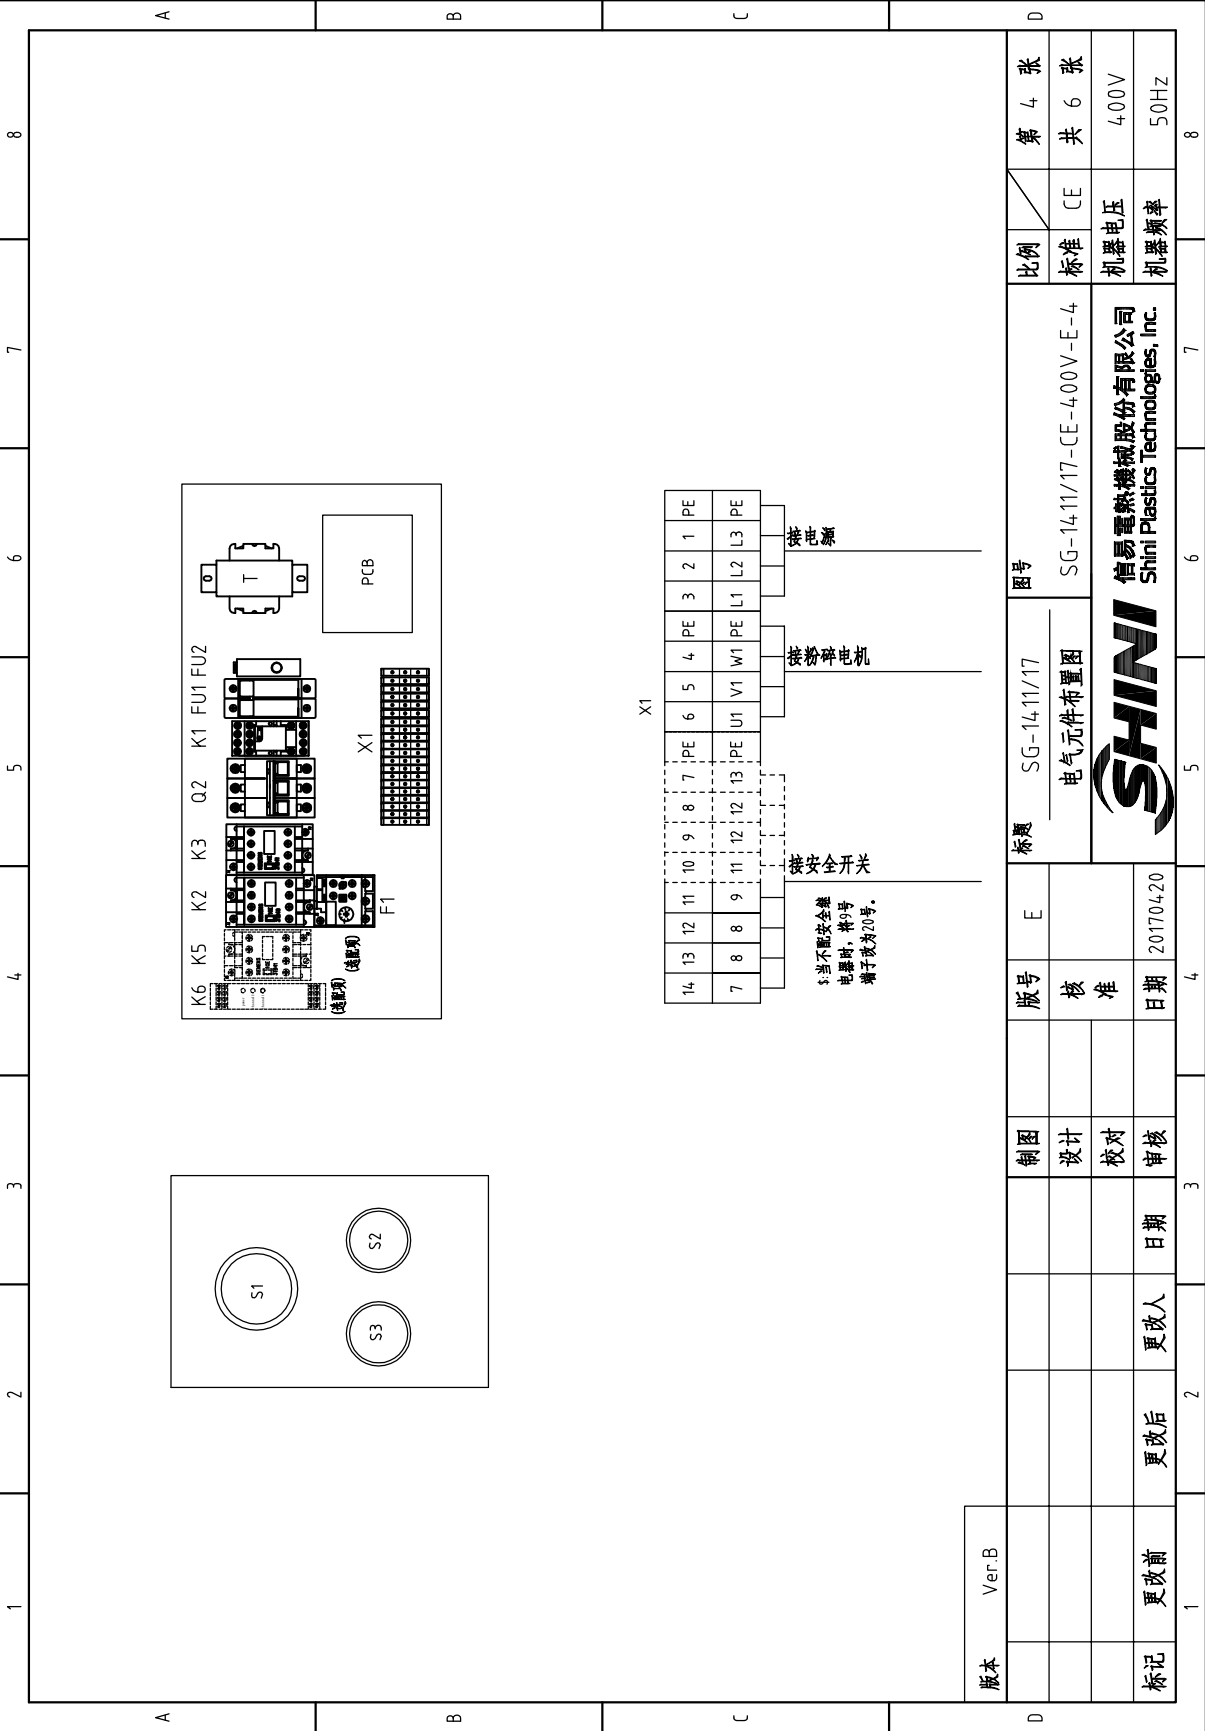 1 2 3 4 5 6 7 8
A
B
C
D
K6 K5 K2 K3 Q2 K1 FU1 FU2
T
PCB
X1
F1
(选配项)
(选配项)
S1
S2
S3
X1
14 13 12 11 10 9 8 7 PE 6 5 4 PE 3 2 1 PE
7 8 8 9 11 12 12 13 PE U1 V1 W1 PE L1 L2 L3 PE
接安全开关
接粉碎电机
接电源
$:当不配安全继
电器时，将9号
端子改为20号。
版本 Ver.B
标记 更改前 更改后 更改人 日期
制图
设计
校对
审核
版号 E
核
准
日期 20170420
标题 SG-1411/17
电气元件布置图
图号
SG-1411/17-CE-400V-E-4
SHINI
信易電熱機械股份有限公司
Shini Plastics Technologies, Inc.
比例 第 4 张
标准 CE 共 6 张
机器电压 400V
机器频率 50Hz
A
B
C
D
1 2 3 4 5 6 7 8